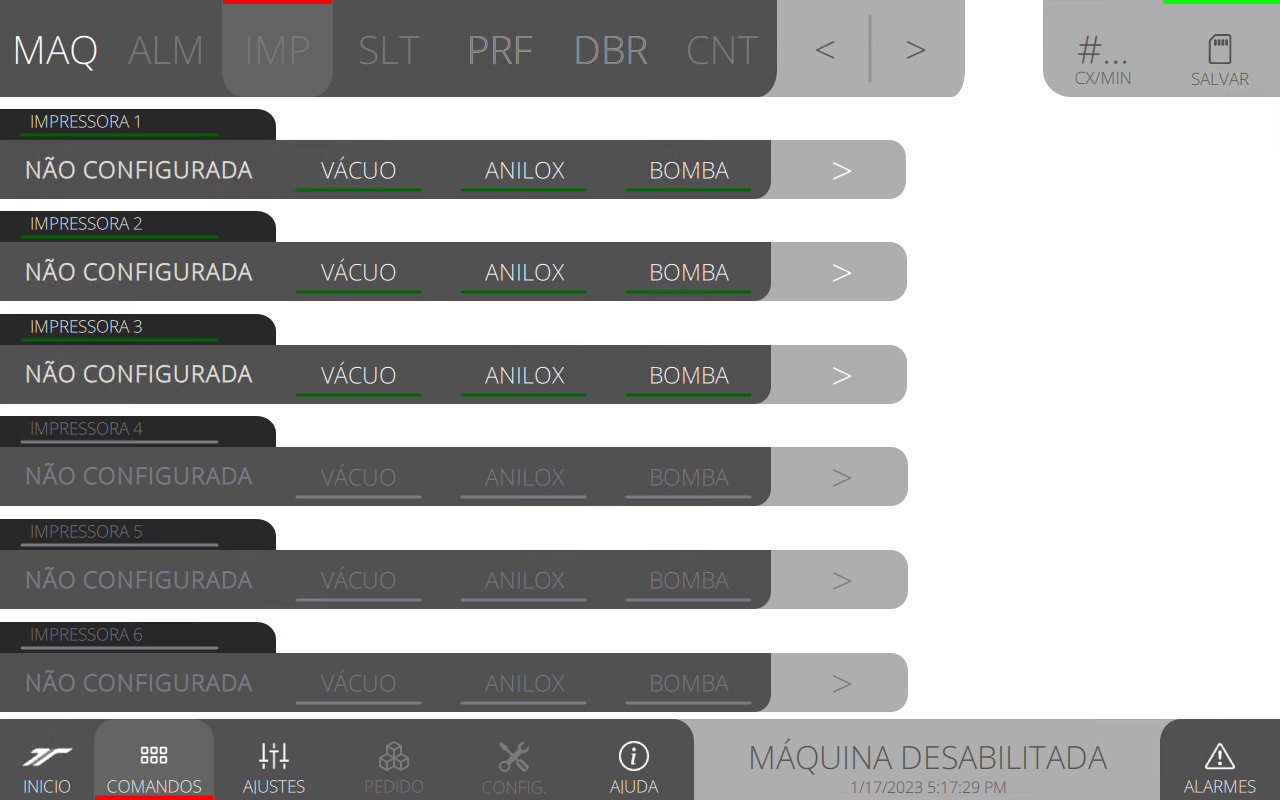 MAQ ALM IMP SLT PRF DBR CNT < > #...
CX/MIN SALVAR
IMPRESSORA 1
NÃO CONFIGURADA VÁCUO ANILOX BOMBA >
IMPRESSORA 2
NÃO CONFIGURADA VÁCUO ANILOX BOMBA >
IMPRESSORA 3
NÃO CONFIGURADA VÁCUO ANILOX BOMBA >
IMPRESSORA 4
NÃO CONFIGURADA VÁCUO ANILOX BOMBA >
IMPRESSORA 5
NÃO CONFIGURADA VÁCUO ANILOX BOMBA >
IMPRESSORA 6
NÃO CONFIGURADA VÁCUO ANILOX BOMBA >
MÁQUINA DESABILITADA
INICIO COMANDOS AJUSTES PEDIDO CONFIG. AJUDA 1/17/2023 5:17:29 PM ALARMES